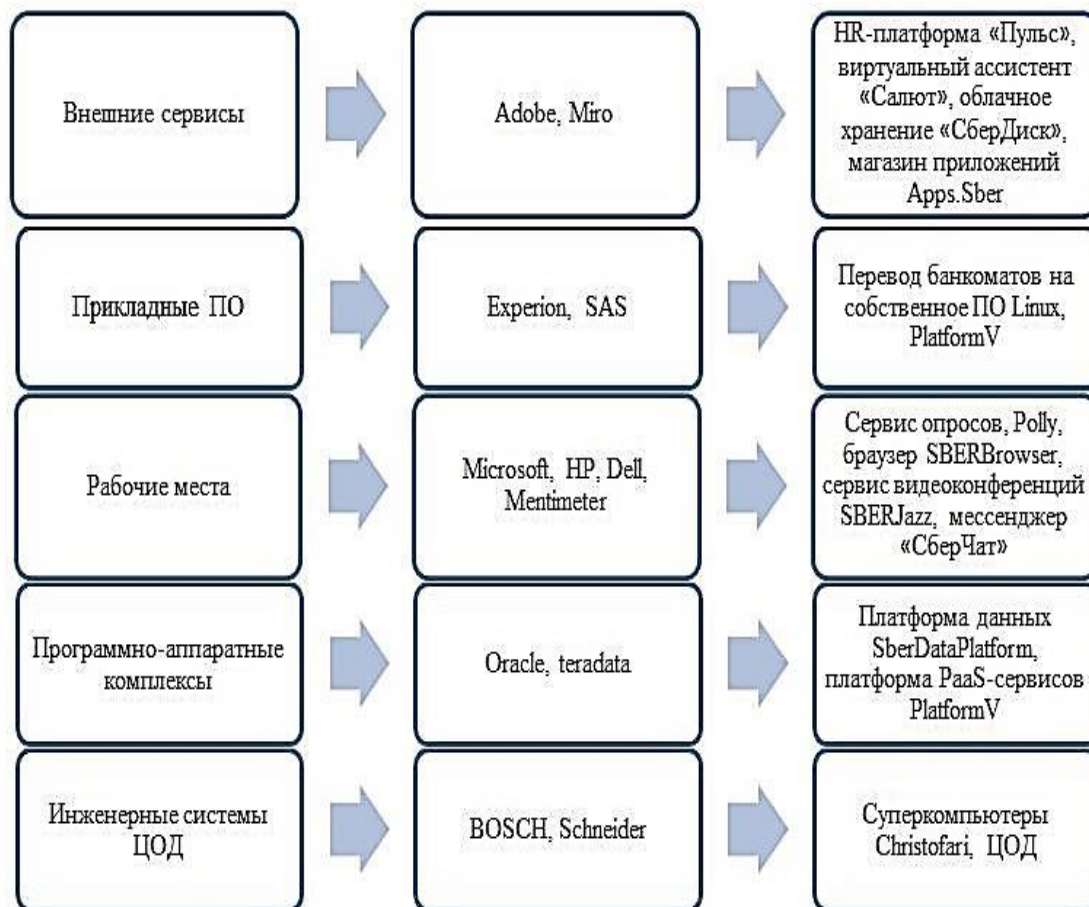 Внешние сервисы
Adobe, Miro
HR-платформа «Пульс»,
виртуальный ассистент
«Салют», облачное
хранение «СберДиск»,
магазин приложений
Apps.Sber
Прикладные ПО
Experion, SAS
Перевод банкоматов на
собственное ПО Linux,
PlatformV
Рабочие места
Microsoft, HP, Dell,
Mentimeter
Сервис опросов, Polly,
браузер SBERBrowser,
сервис видеоконференций
SBERJazz, мессенджер
«СберЧат»
Программно-аппаратные
комплексы
Oracle, teradata
Платформа данных
SberDataPlatform,
платформа PaaS-сервисов
PlatformV
Инженерные системы
ЦОД
BOSCH, Schneider
Суперкомпьютеры
Christofari, ЦОД